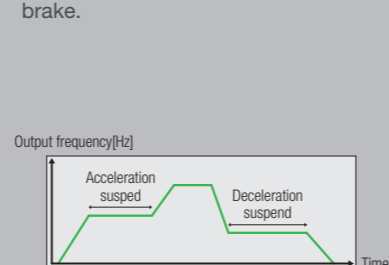 brake.
Output frequency[Hz]
Acceleration
susped
Deceleration
suspend
Time